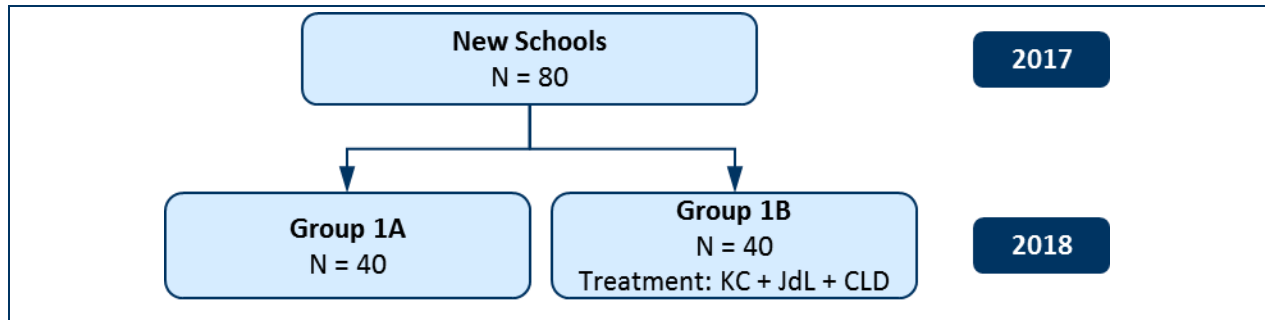 New Schools
N = 80
2017
Group 1A
N = 40
Group 1B
N = 40
Treatment: KC + JdL + CLD
2018